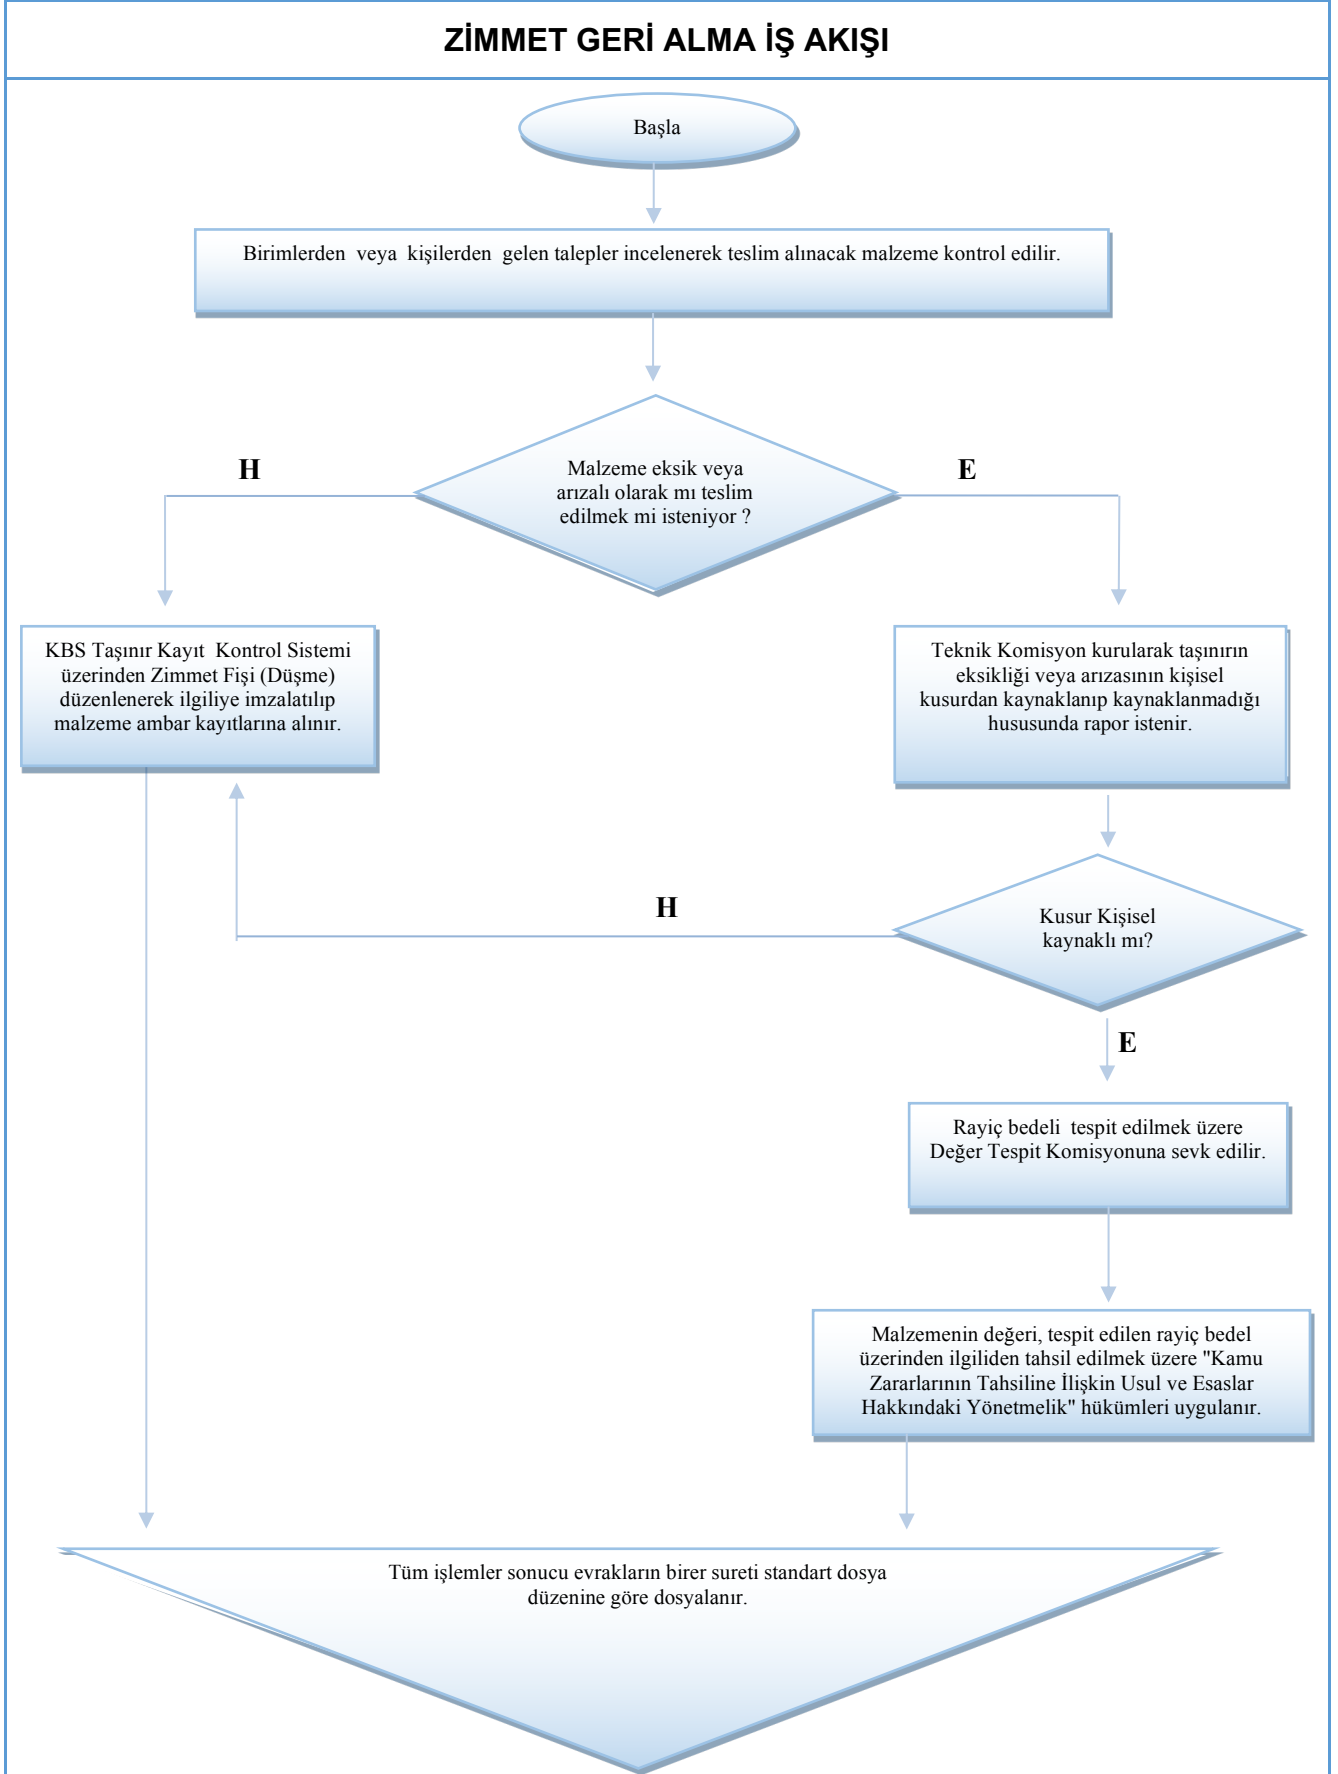 ZİMMET GERİ ALMA İŞ AKIŞI
Başla
Birimlerden veya kişilerden gelen talepler incelenerek teslim alınacak malzeme kontrol edilir.
H
E
Malzeme eksik veya
arızalı olarak mı teslim
edilmek mi isteniyor ?
KBS Taşınır Kayıt Kontrol Sistemi
üzerinden Zimmet Fişi (Düşme)
düzenlenerek ilgiliye imzalatılıp
malzeme ambar kayıtlarına alınır.
Teknik Komisyon kurularak taşınırın
eksikliği veya arızasının kişisel
kusurdan kaynaklanıp kaynaklanmadığı
hususunda rapor istenir.
H
Kusur Kişisel
kaynaklı mı?
E
Rayiç bedeli tespit edilmek üzere
Değer Tespit Komisyonuna sevk edilir.
Malzemenin değeri, tespit edilen rayiç bedel
üzerinden ilgiliden tahsil edilmek üzere "Kamu
Zararlarının Tahsiline İlişkin Usul ve Esaslar
Hakkındaki Yönetmelik" hükümleri uygulanır.
Tüm işlemler sonucu evrakların birer sureti standart dosya
düzenine göre dosyalanır.